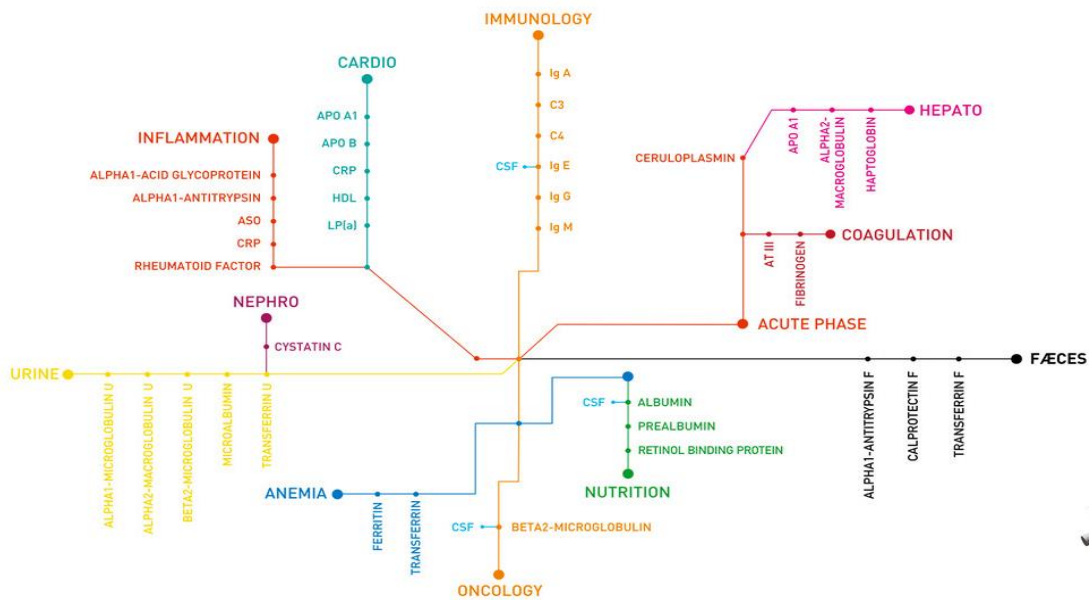 IMMUNOLOGY
Ig A
C3
C4
CSF
Ig E
Ig G
Ig M
CARDIO
APO A1
APO B
CRP
HDL
LP(a)
INFLAMMATION
ALPHA1-ACID GLYCOPROTEIN
ALPHA1-ANTITRYPSIN
ASO
CRP
RHEUMATOID FACTOR
HEPATO
CERULOPLASMIN
APO A1
ALPHA2-
MACROGLOBULIN
HAPTOGLOBIN
COAGULATION
AT III
FIBRINOGEN
ACUTE PHASE
NEPHRO
CYSTATIN C
URINE
ALPHA1-MICROGLOBULIN U
ALPHA2-MACROGLOBULIN U
BETA2-MICROGLOBULIN U
MICROALBUMIN
TRANSFERRIN U
FÆCES
ALPHA1-ANTITRYPSIN F
CALPROTECTIN F
TRANSFERRIN F
CSF
ALBUMIN
PREALBUMIN
RETINOL BINDING PROTEIN
NUTRITION
ANEMIA
FERRITIN
TRANSFERRIN
CSF
BETA2-MICROGLOBULIN
ONCOLOGY